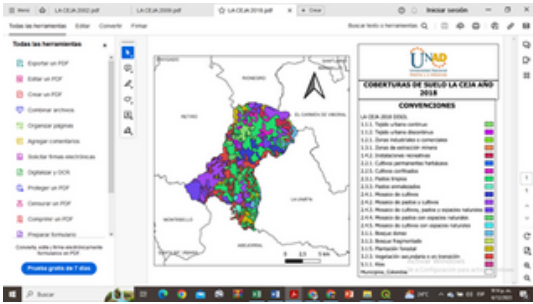 Menú
LA CEJA 2002.pdf
LA CEJA 2009.pdf
LA CEJA 2018.pdf
Crear
Iniciar sesión
Todas las herramientas
Editar
Convertir
Firmar
Buscar texto o herramientas
Todas las herramientas
Exportar un PDF
Editar un PDF
Crear un PDF
Combinar archivos
Organizar páginas
Agregar comentarios
Solicitar firmas electrónicas
Digitalizar y OCR
Proteger un PDF
Censurar un PDF
Comprimir un PDF
Preparar formulario
Convierta, edite y firme electrónicamente
formularios en PDF
Prueba gratis de 7 días
RIONEGRO
RETIRO
EL CARMEN DE VIBORAL
LA UNIÓN
MONTEBELLO
ABEJORRAL
UNAD
COBERTURAS DE SUELO LA CEJA AÑO
2018
CONVENCIONES
1.1.1. Tejido urbano continuo
1.1.2. Tejido urbano discontinuo
1.2.1. Zonas industriales o comerciales
1.3.1. Zonas de extracción minera
1.4.2. Instalaciones recreativas
2.2.1. Cultivos permanentes herbáceos
2.2.5. Cultivos confinados
2.3.1. Pastos limpios
2.3.3. Pastos enmalezados
2.4.1. Mosaico de cultivos
2.4.2. Mosaico de pastos y cultivos
2.4.3. Mosaico de cultivos, pastos y espacios naturales
2.4.4. Mosaico de pastos con espacios naturales
2.4.5. Mosaico de cultivos con espacios naturales
3.1.1. Bosque denso
3.1.3. Bosque fragmentado
3.1.5. Plantación forestal
3.2.3. Vegetación secundaria o en transición
5.1.1. Ríos
Municipios_Colombia
Buscar
24°C
ESP